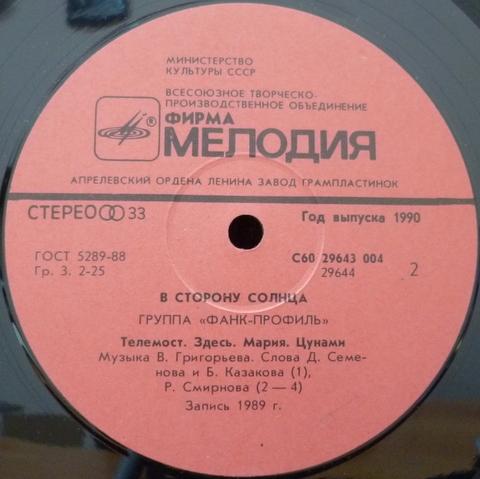 МИНИСТЕРСТВО
КУЛЬТУРЫ СССР
ВСЕСОЮЗНОЕ ТВОРЧЕСКО-
ПРОИЗВОДСТВЕННОЕ ОБЪЕДИНЕНИЕ
® ФИРМА
МЕЛОДИЯ
АПРЕЛЕВСКИЙ ОРДЕНА ЛЕНИНА ЗАВОД ГРАМПЛАСТИНОК
СТЕРЕО 33 Год выпуска 1990
ГОСТ 5289-88 С60 29643 004
Гр. 3. 2-25 29644 2
В СТОРОНУ СОЛНЦА
ГРУППА «ФАНК-ПРОФИЛЬ»
Телемост. Здесь. Мария. Цунами
Музыка В. Григорьева. Слова Д. Семе-
нова и Б. Казакова (1),
Р. Смирнова (2 — 4)
Запись 1989 г.